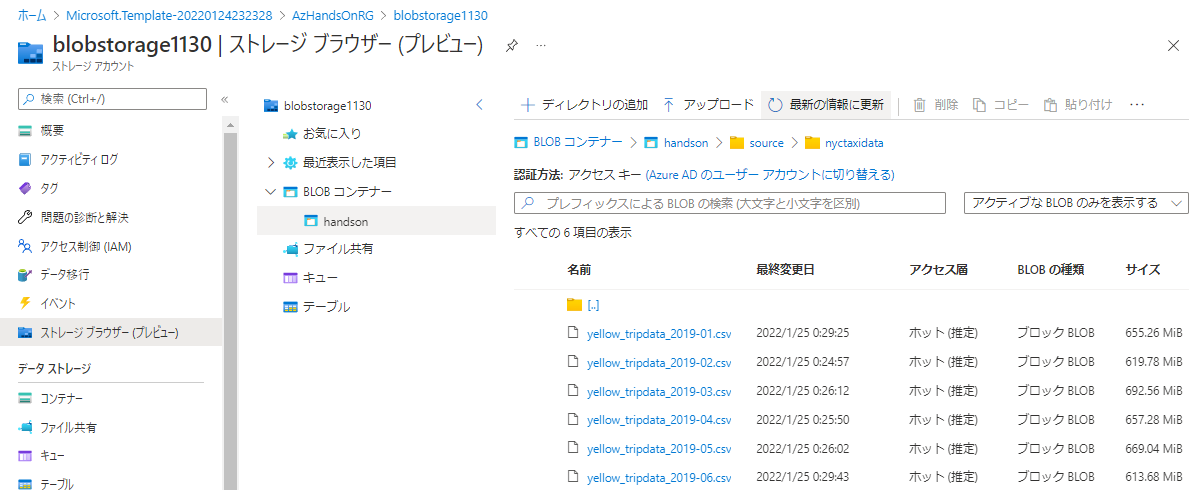 ホーム > Microsoft.Template-20220124232328 > AzHandsOnRG > blobstorage1130
blobstorage1130 | ストレージ ブラウザー (プレビュー) ...
ストレージ アカウント
検索 (Ctrl+/) «
概要
アクティビティ ログ
タグ
問題の診断と解決
アクセス制御 (IAM)
データ移行
イベント
ストレージ ブラウザー (プレビュー)
データ ストレージ
コンテナー
ファイル共有
キュー
テーブル
blobstorage1130
お気に入り
最近表示した項目
BLOB コンテナー
handson
ファイル共有
キュー
テーブル
ディレクトリの追加 アップロード 最新の情報に更新 削除 コピー 貼り付け ...
BLOB コンテナー > handson > source > nyctaxidata
認証方法: アクセス キー (Azure AD のユーザー アカウントに切り替える)
プレフィックスによる BLOB の検索 (大文字と小文字を区別) アクティブな BLOB のみを表示する
すべての 6 項目の表示
名前 最終変更日 アクセス層 BLOB の種類 サイズ
[..]
yellow_tripdata_2019-01.csv 2022/1/25 0:29:25 ホット (推定) ブロック BLOB 655.26 MiB
yellow_tripdata_2019-02.csv 2022/1/25 0:24:57 ホット (推定) ブロック BLOB 619.78 MiB
yellow_tripdata_2019-03.csv 2022/1/25 0:26:12 ホット (推定) ブロック BLOB 692.56 MiB
yellow_tripdata_2019-04.csv 2022/1/25 0:25:50 ホット (推定) ブロック BLOB 657.28 MiB
yellow_tripdata_2019-05.csv 2022/1/25 0:26:02 ホット (推定) ブロック BLOB 669.04 MiB
yellow_tripdata_2019-06.csv 2022/1/25 0:29:43 ホット (推定) ブロック BLOB 613.68 MiB